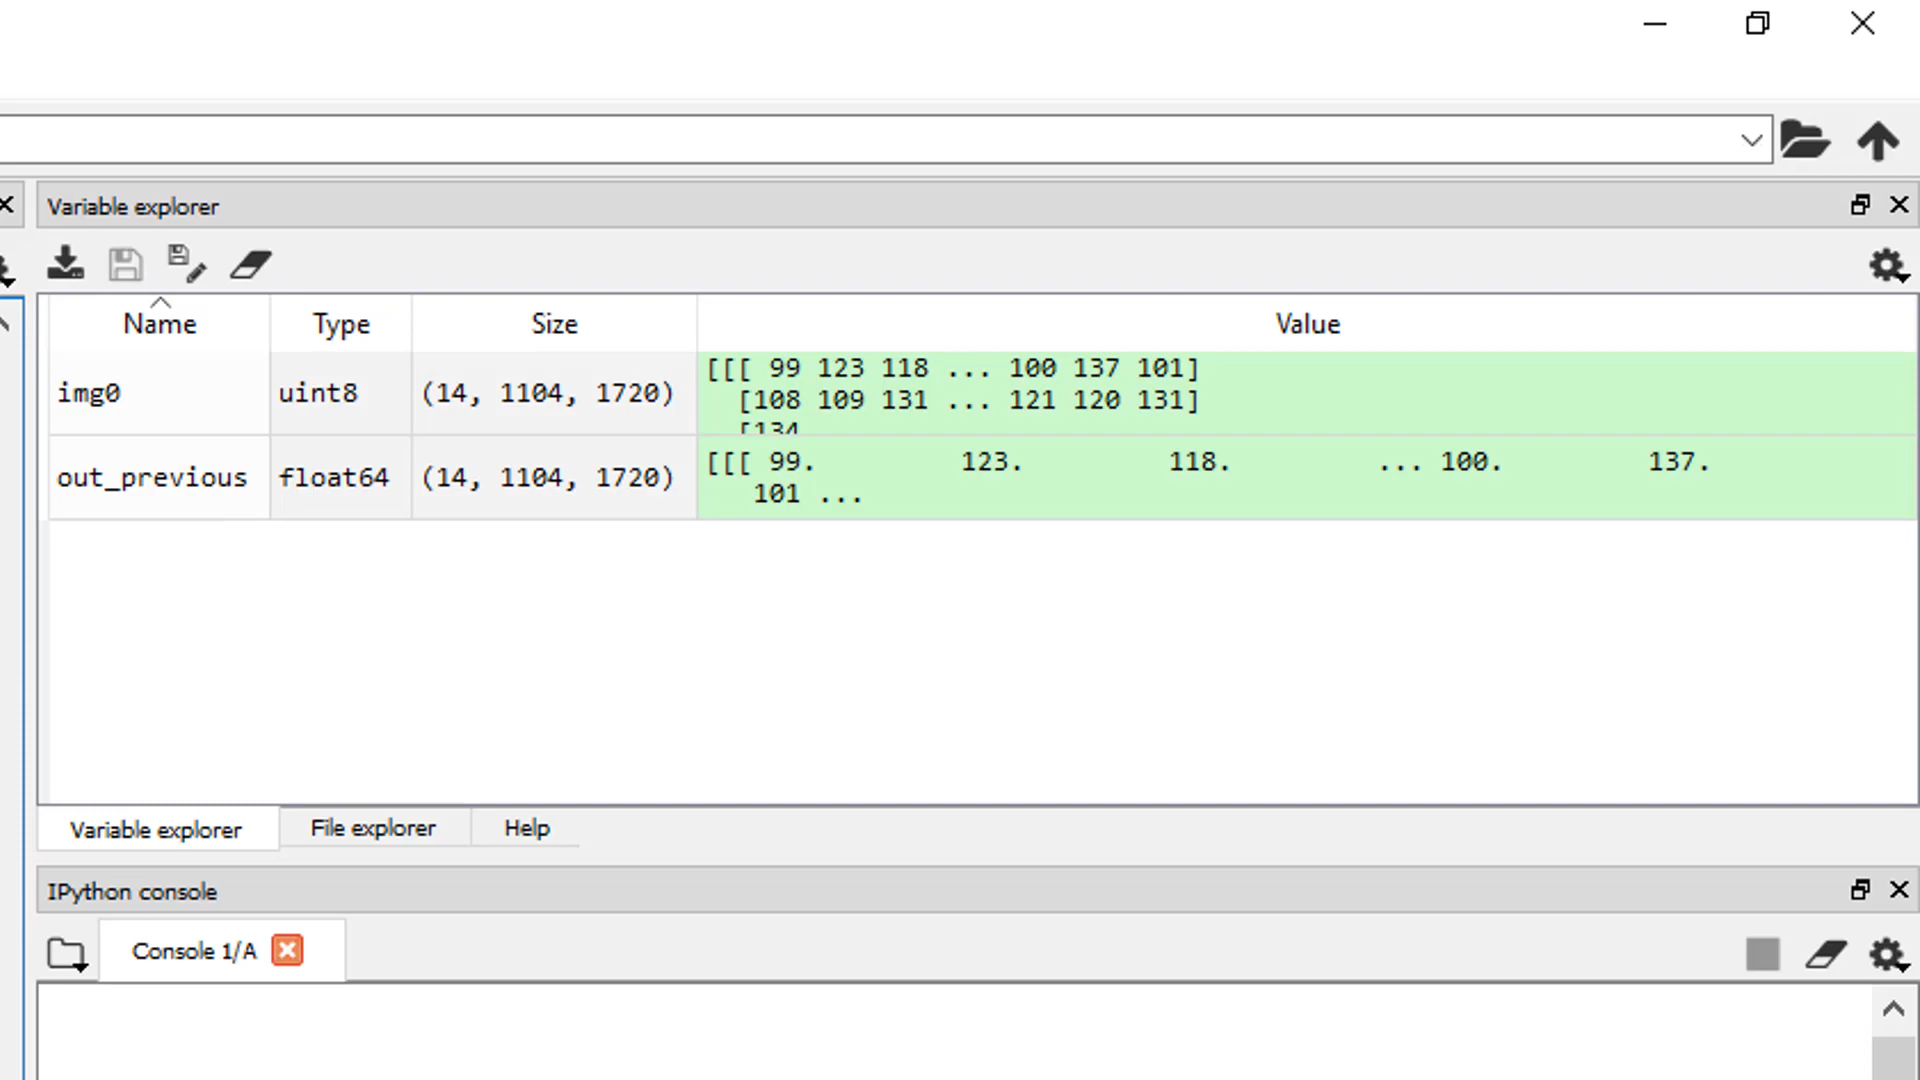 Variable explorer
Name Type Size Value
img0 uint8 (14, 1104, 1720) [[[ 99 123 118 ... 100 137 101]
[108 109 131 ... 121 120 131]
[134
out_previous float64 (14, 1104, 1720) [[[ 99. 123. 118. ... 100. 137.
101 ...
Variable explorer File explorer Help
IPython console
Console 1/A